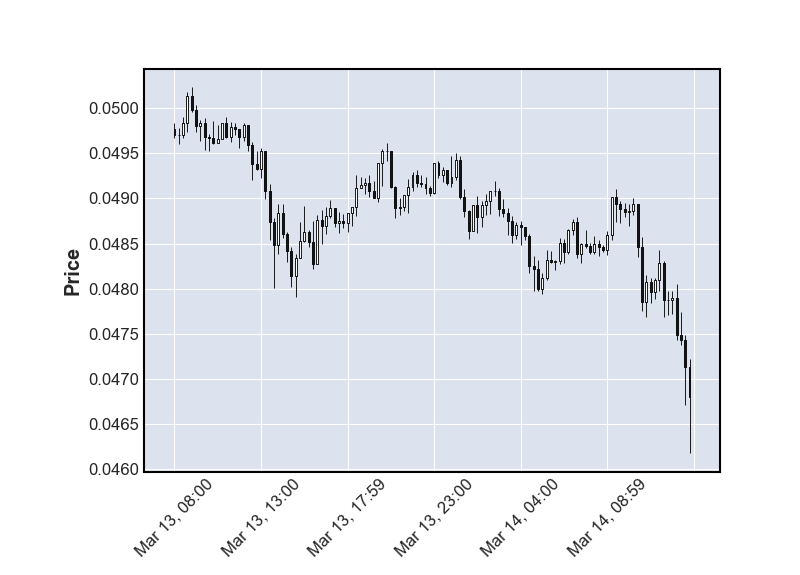 Price
0.0500
0.0495
0.0490
0.0485
0.0480
0.0475
0.0470
0.0465
0.0460
Mar 13, 08:00
Mar 13, 13:00
Mar 13, 17:59
Mar 13, 23:00
Mar 14, 04:00
Mar 14, 08:59